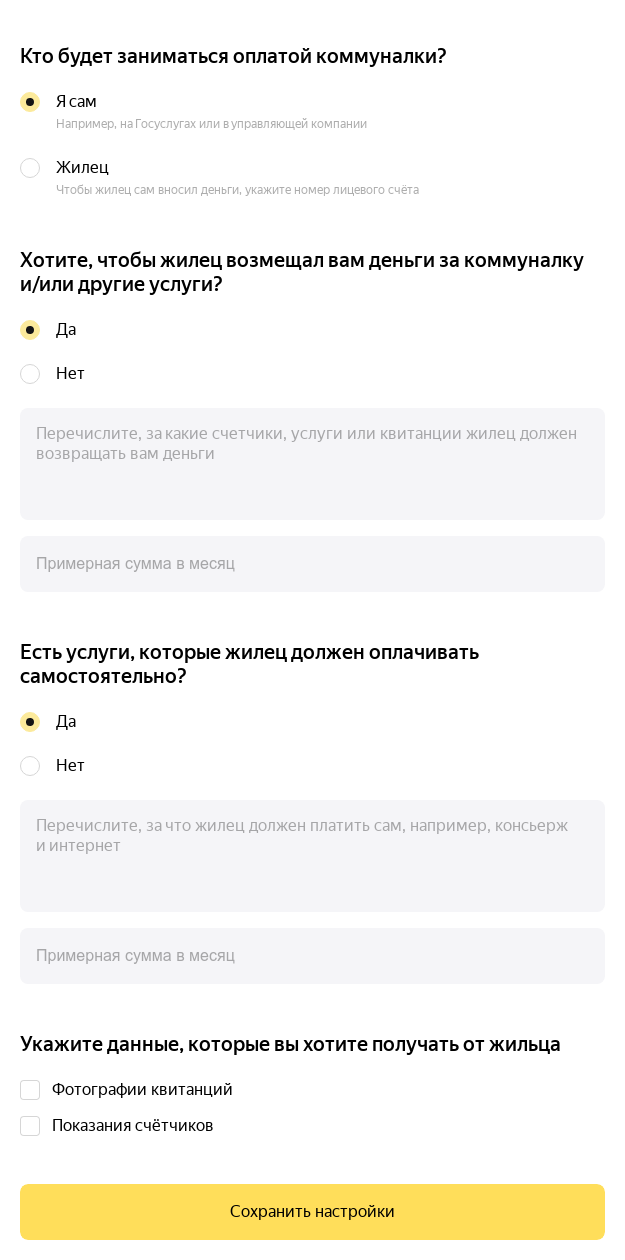 Кто будет заниматься оплатой коммуналки?
Я сам
Например, на Госуслугах или в управляющей компании
Жилец
Чтобы жилец сам вносил деньги, укажите номер лицевого счёта
Хотите, чтобы жилец возмещал вам деньги за коммуналку
и/или другие услуги?
Да
Нет
Перечислите, за какие счетчики, услуги или квитанции жилец должен
возвращать вам деньги
Примерная сумма в месяц
Есть услуги, которые жилец должен оплачивать
самостоятельно?
Да
Нет
Перечислите, за что жилец должен платить сам, например, консьерж
и интернет
Примерная сумма в месяц
Укажите данные, которые вы хотите получать от жильца
Фотографии квитанций
Показания счётчиков
Сохранить настройки